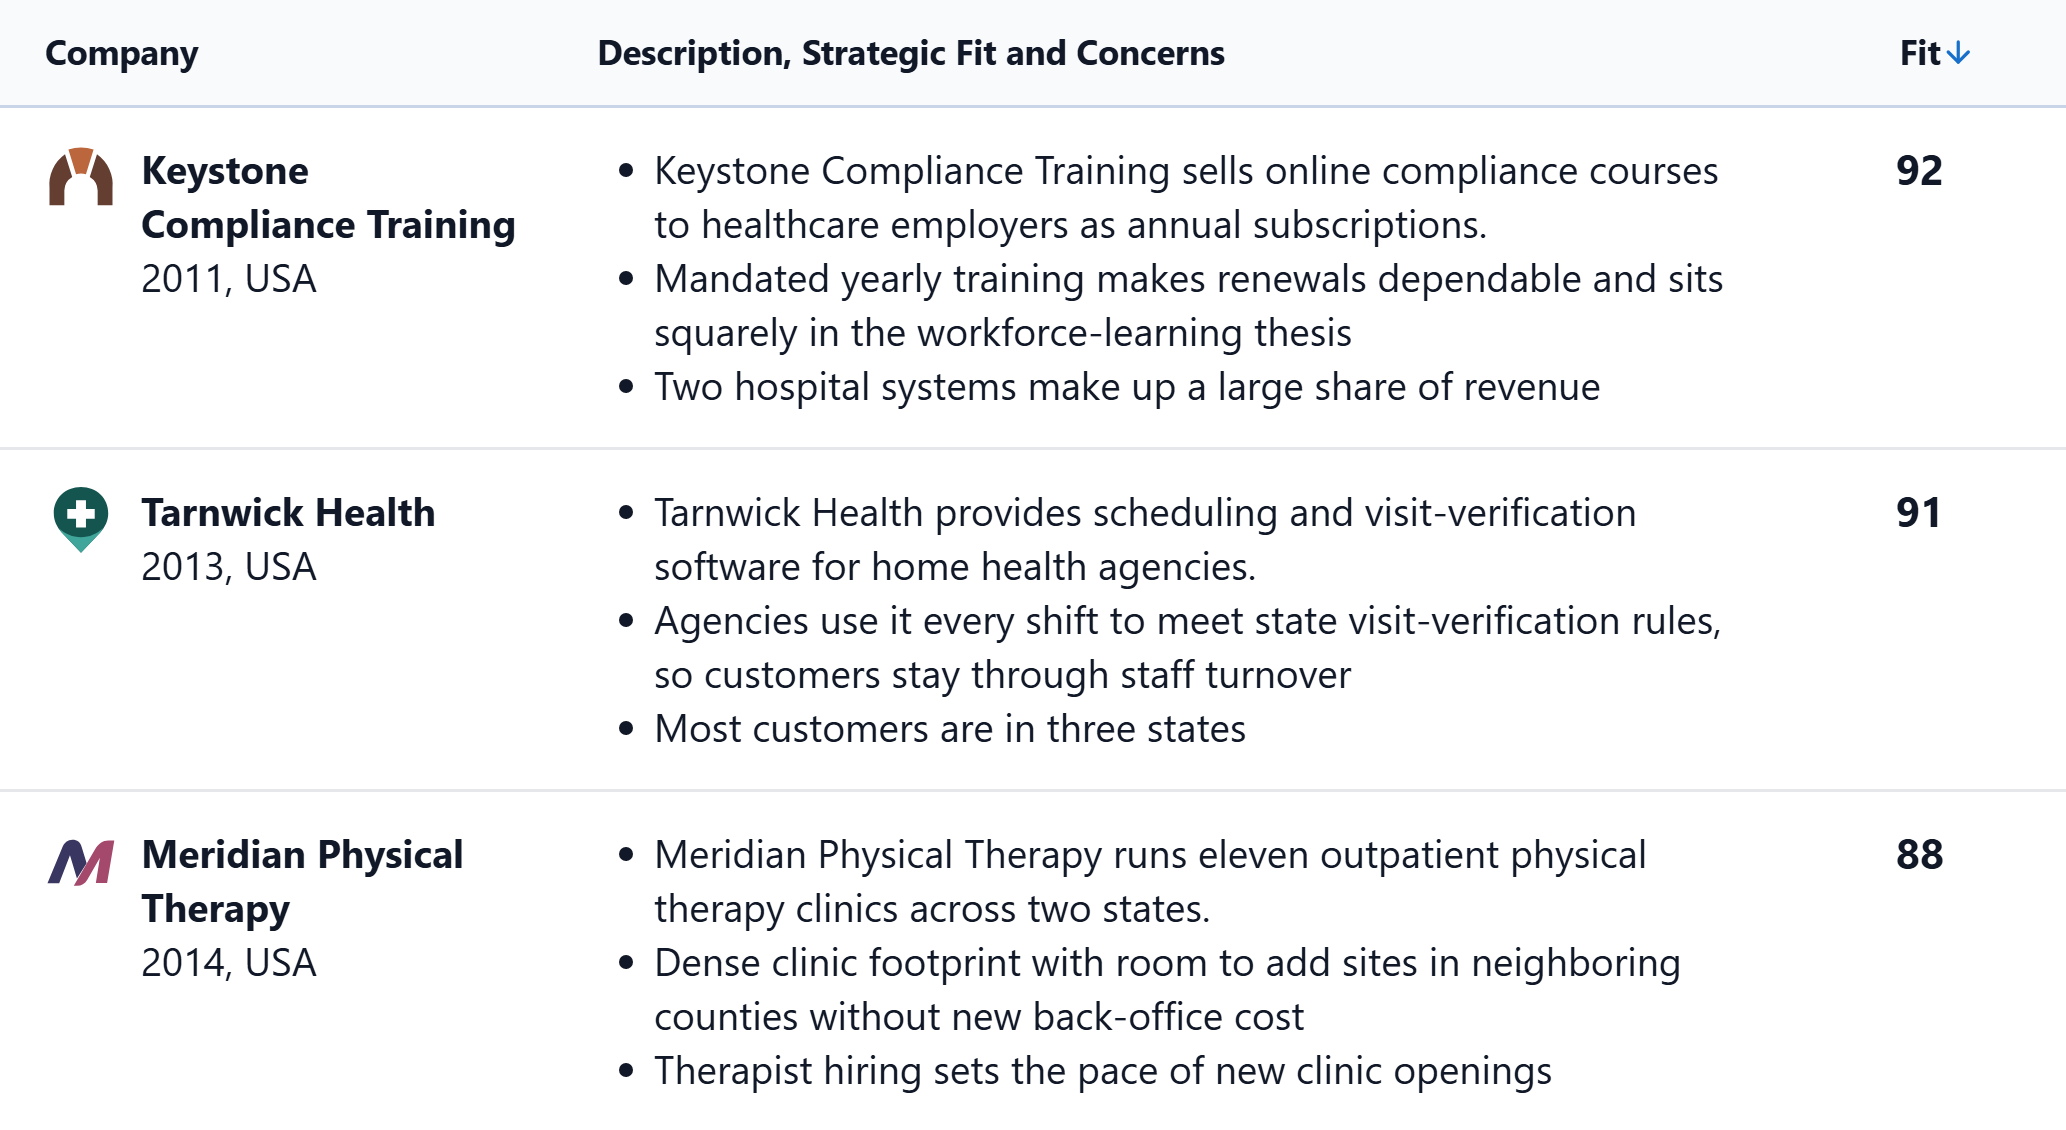 Company
Description, Strategic Fit and Concerns
Fit
Keystone
Compliance Training
2011, USA
• Keystone Compliance Training sells online compliance courses
to healthcare employers as annual subscriptions.
• Mandated yearly training makes renewals dependable and sits
squarely in the workforce-learning thesis
• Two hospital systems make up a large share of revenue
92
Tarnwick Health
2013, USA
• Tarnwick Health provides scheduling and visit-verification
software for home health agencies.
• Agencies use it every shift to meet state visit-verification rules,
so customers stay through staff turnover
• Most customers are in three states
91
Meridian Physical
Therapy
2014, USA
• Meridian Physical Therapy runs eleven outpatient physical
therapy clinics across two states.
• Dense clinic footprint with room to add sites in neighboring
counties without new back-office cost
• Therapist hiring sets the pace of new clinic openings
88